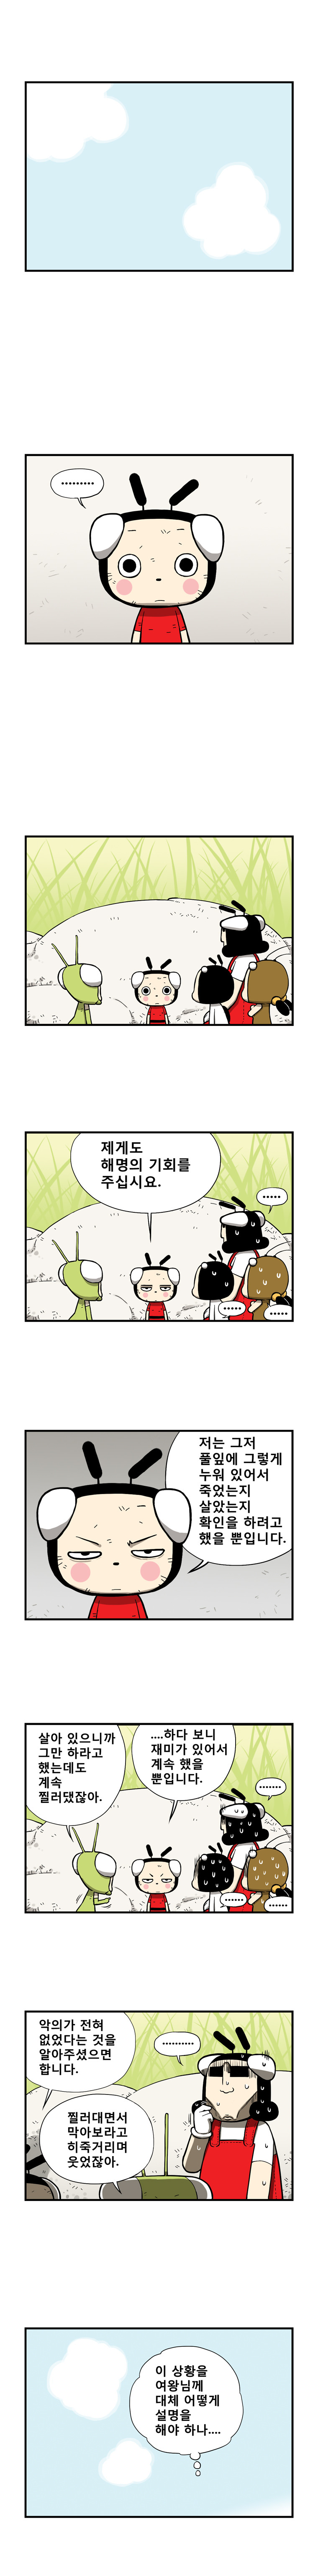 .........
제게도
해명의 기회를
주십시요.
.....
.....
.....
저는 그저
풀잎에 그렇게
누워 있어서
죽었는지
살았는지
확인을 하려고
했을 뿐입니다.
살아 있으니까
그만 하라고
했는데도
계속
찔러댔잖아.
....하다 보니
재미가 있어서
계속 했을
뿐입니다.
.......
......
......
악의가 전혀
없었다는 것을
알아주셨으면
합니다.
찔러대면서
막아보라고
히죽거리며
웃었잖아.
..........
이 상황을
여왕님께
대체 어떻게
설명을
해야 하나....